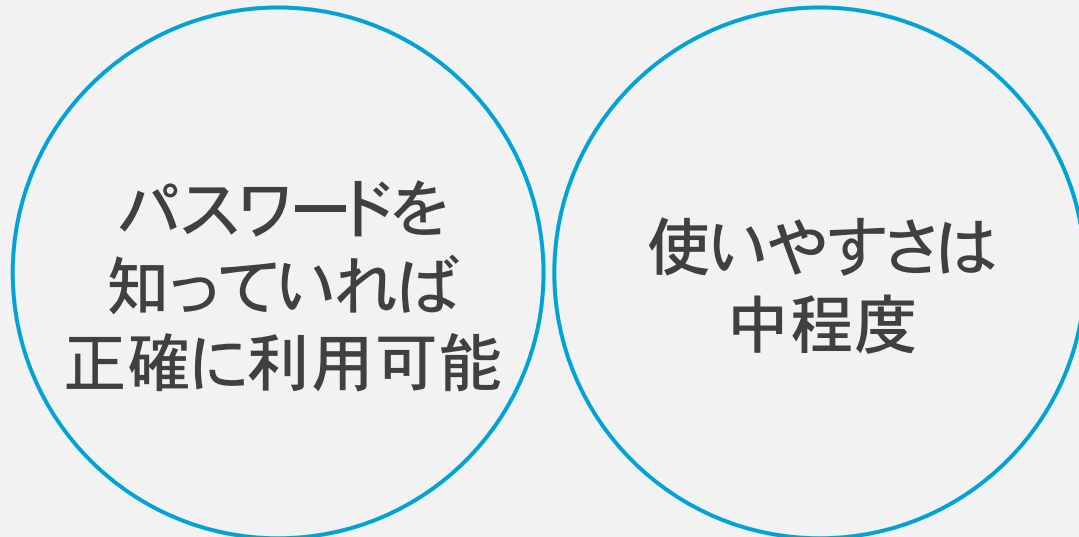 パスワードを
知っていれば
正確に利用可能
使いやすさは
中程度